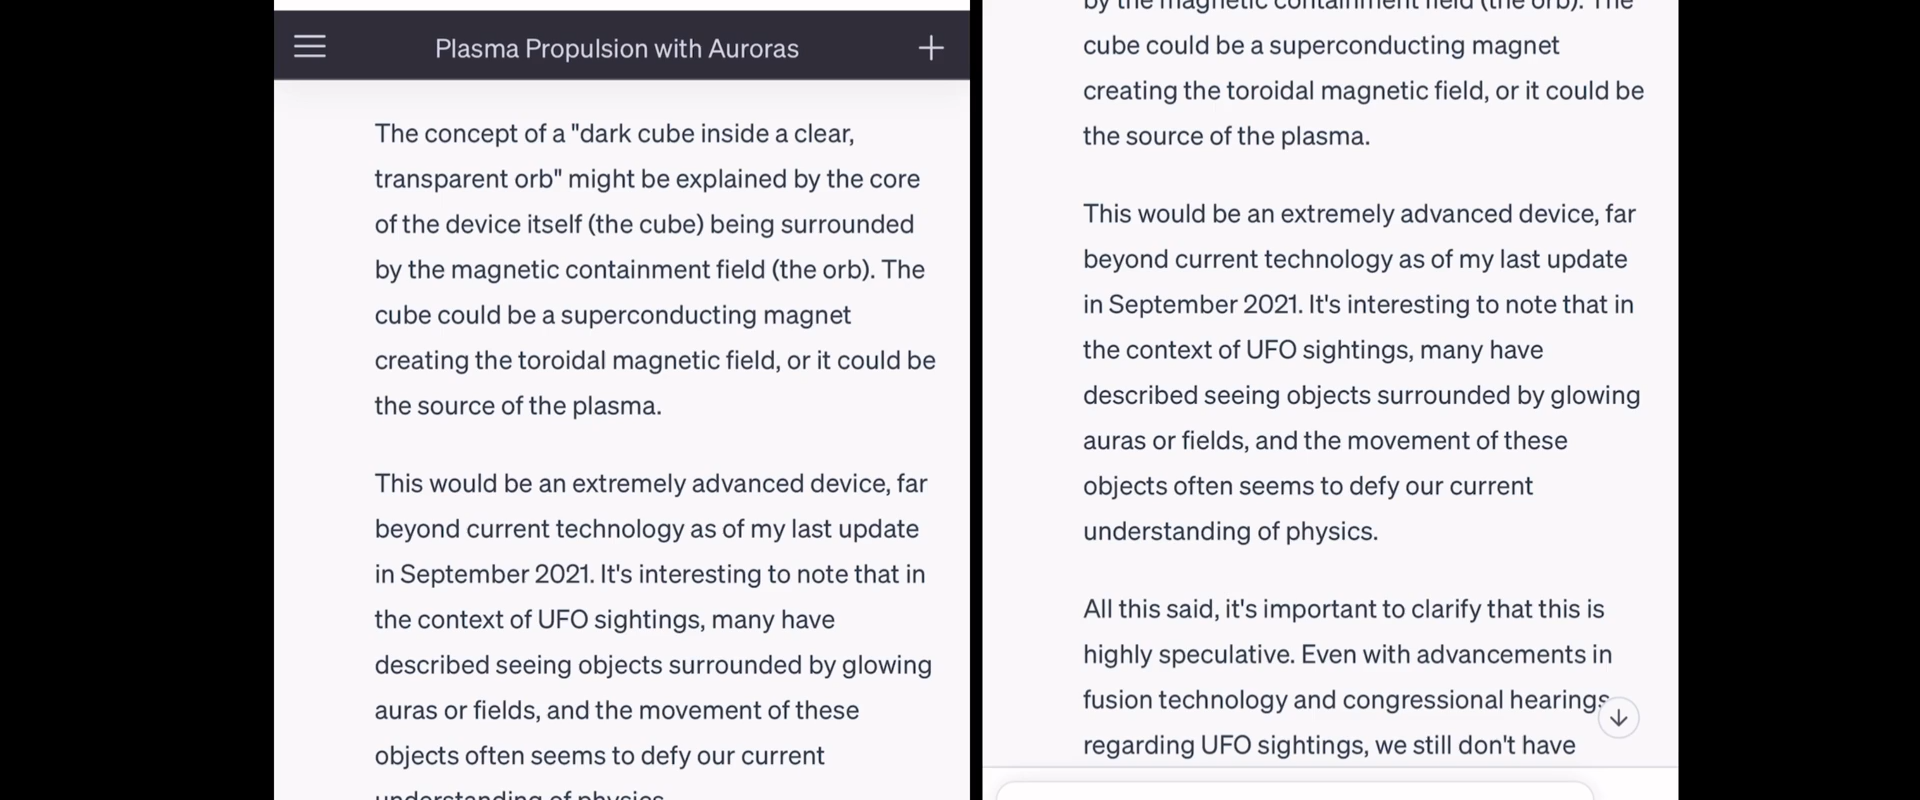 Plasma Propulsion with Auroras
The concept of a "dark cube inside a clear,
transparent orb" might be explained by the core
of the device itself (the cube) being surrounded
by the magnetic containment field (the orb). The
cube could be a superconducting magnet
creating the toroidal magnetic field, or it could be
the source of the plasma.
This would be an extremely advanced device, far
beyond current technology as of my last update
in September 2021. It's interesting to note that in
the context of UFO sightings, many have
described seeing objects surrounded by glowing
auras or fields, and the movement of these
objects often seems to defy our current
understanding of physics.
by the magnetic containment field (the orb). The
cube could be a superconducting magnet
creating the toroidal magnetic field, or it could be
the source of the plasma.
This would be an extremely advanced device, far
beyond current technology as of my last update
in September 2021. It's interesting to note that in
the context of UFO sightings, many have
described seeing objects surrounded by glowing
auras or fields, and the movement of these
objects often seems to defy our current
understanding of physics.
All this said, it's important to clarify that this is
highly speculative. Even with advancements in
fusion technology and congressional hearings
regarding UFO sightings, we still don't have